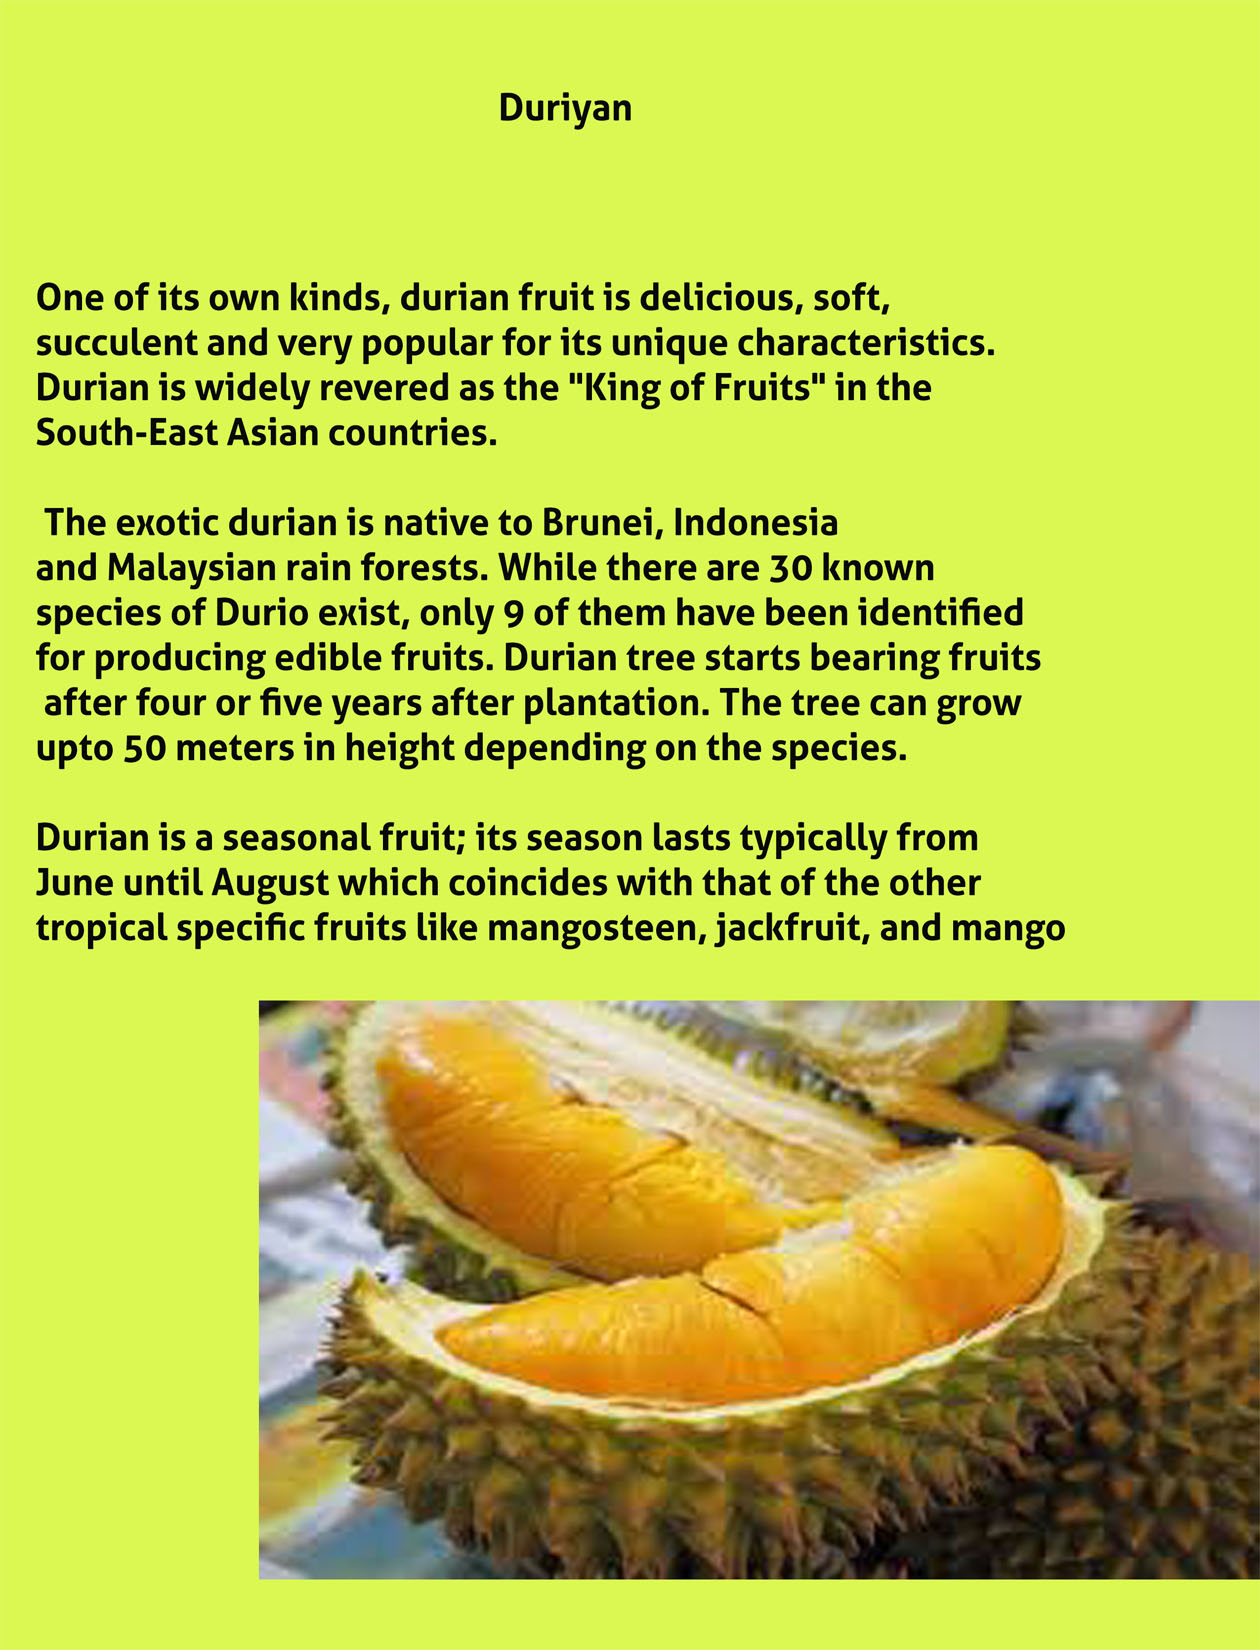 Duriyan
One of its own kinds, durian fruit is delicious, soft,
succulent and very popular for its unique characteristics.
Durian is widely revered as the "King of Fruits" in the
South-East Asian countries.
The exotic durian is native to Brunei, Indonesia
and Malaysian rain forests. While there are 30 known
species of Durio exist, only 9 of them have been identified
for producing edible fruits. Durian tree starts bearing fruits
after four or five years after plantation. The tree can grow
upto 50 meters in height depending on the species.
Durian is a seasonal fruit; its season lasts typically from
June until August which coincides with that of the other
tropical specific fruits like mangosteen, jackfruit, and mango